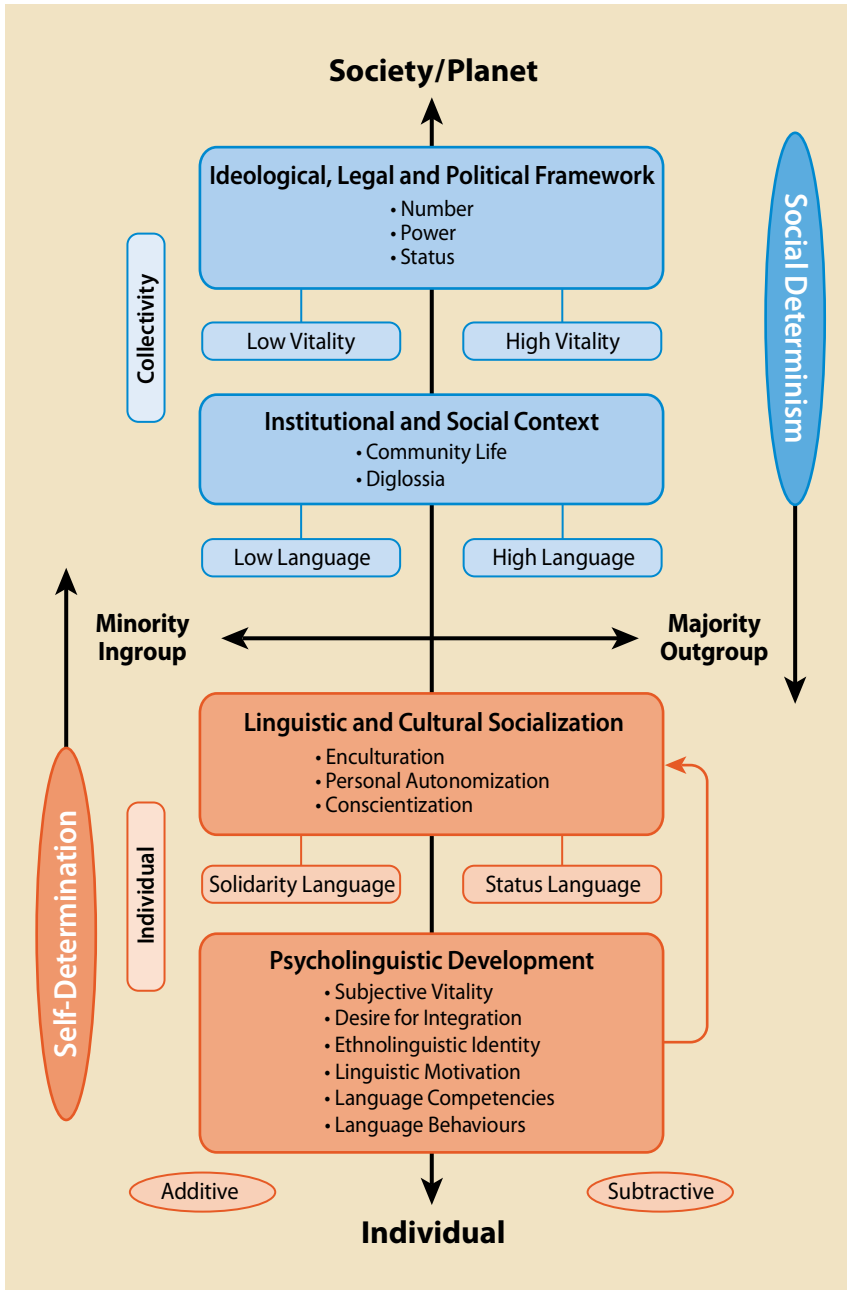 Society/Planet
Ideological, Legal and Political Framework
• Number
• Power
• Status
Collectivity
Social Determinism
Low Vitality
High Vitality
Institutional and Social Context
• Community Life
• Diglossia
Low Language
High Language
Minority
Ingroup
Majority
Outgroup
Linguistic and Cultural Socialization
• Enculturation
• Personal Autonomization
• Conscientization
Self-Determination
Individual
Solidarity Language
Status Language
Psycholinguistic Development
• Subjective Vitality
• Desire for Integration
• Ethnolinguistic Identity
• Linguistic Motivation
• Language Competencies
• Language Behaviours
Additive
Subtractive
Individual